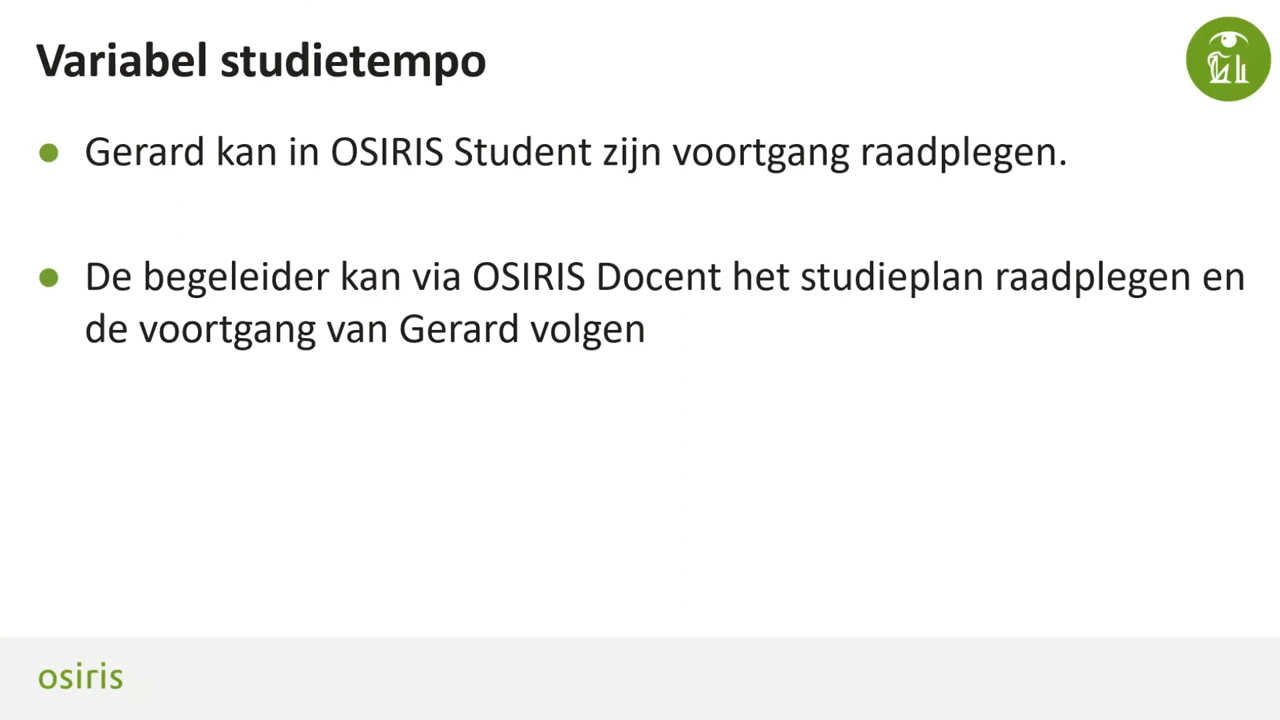 Variabel studietempo
Gerard kan in OSIRIS Student zijn voortgang raadplegen.
De begeleider kan via OSIRIS Docent het studieplan raadplegen en
de voortgang van Gerard volgen
osiris